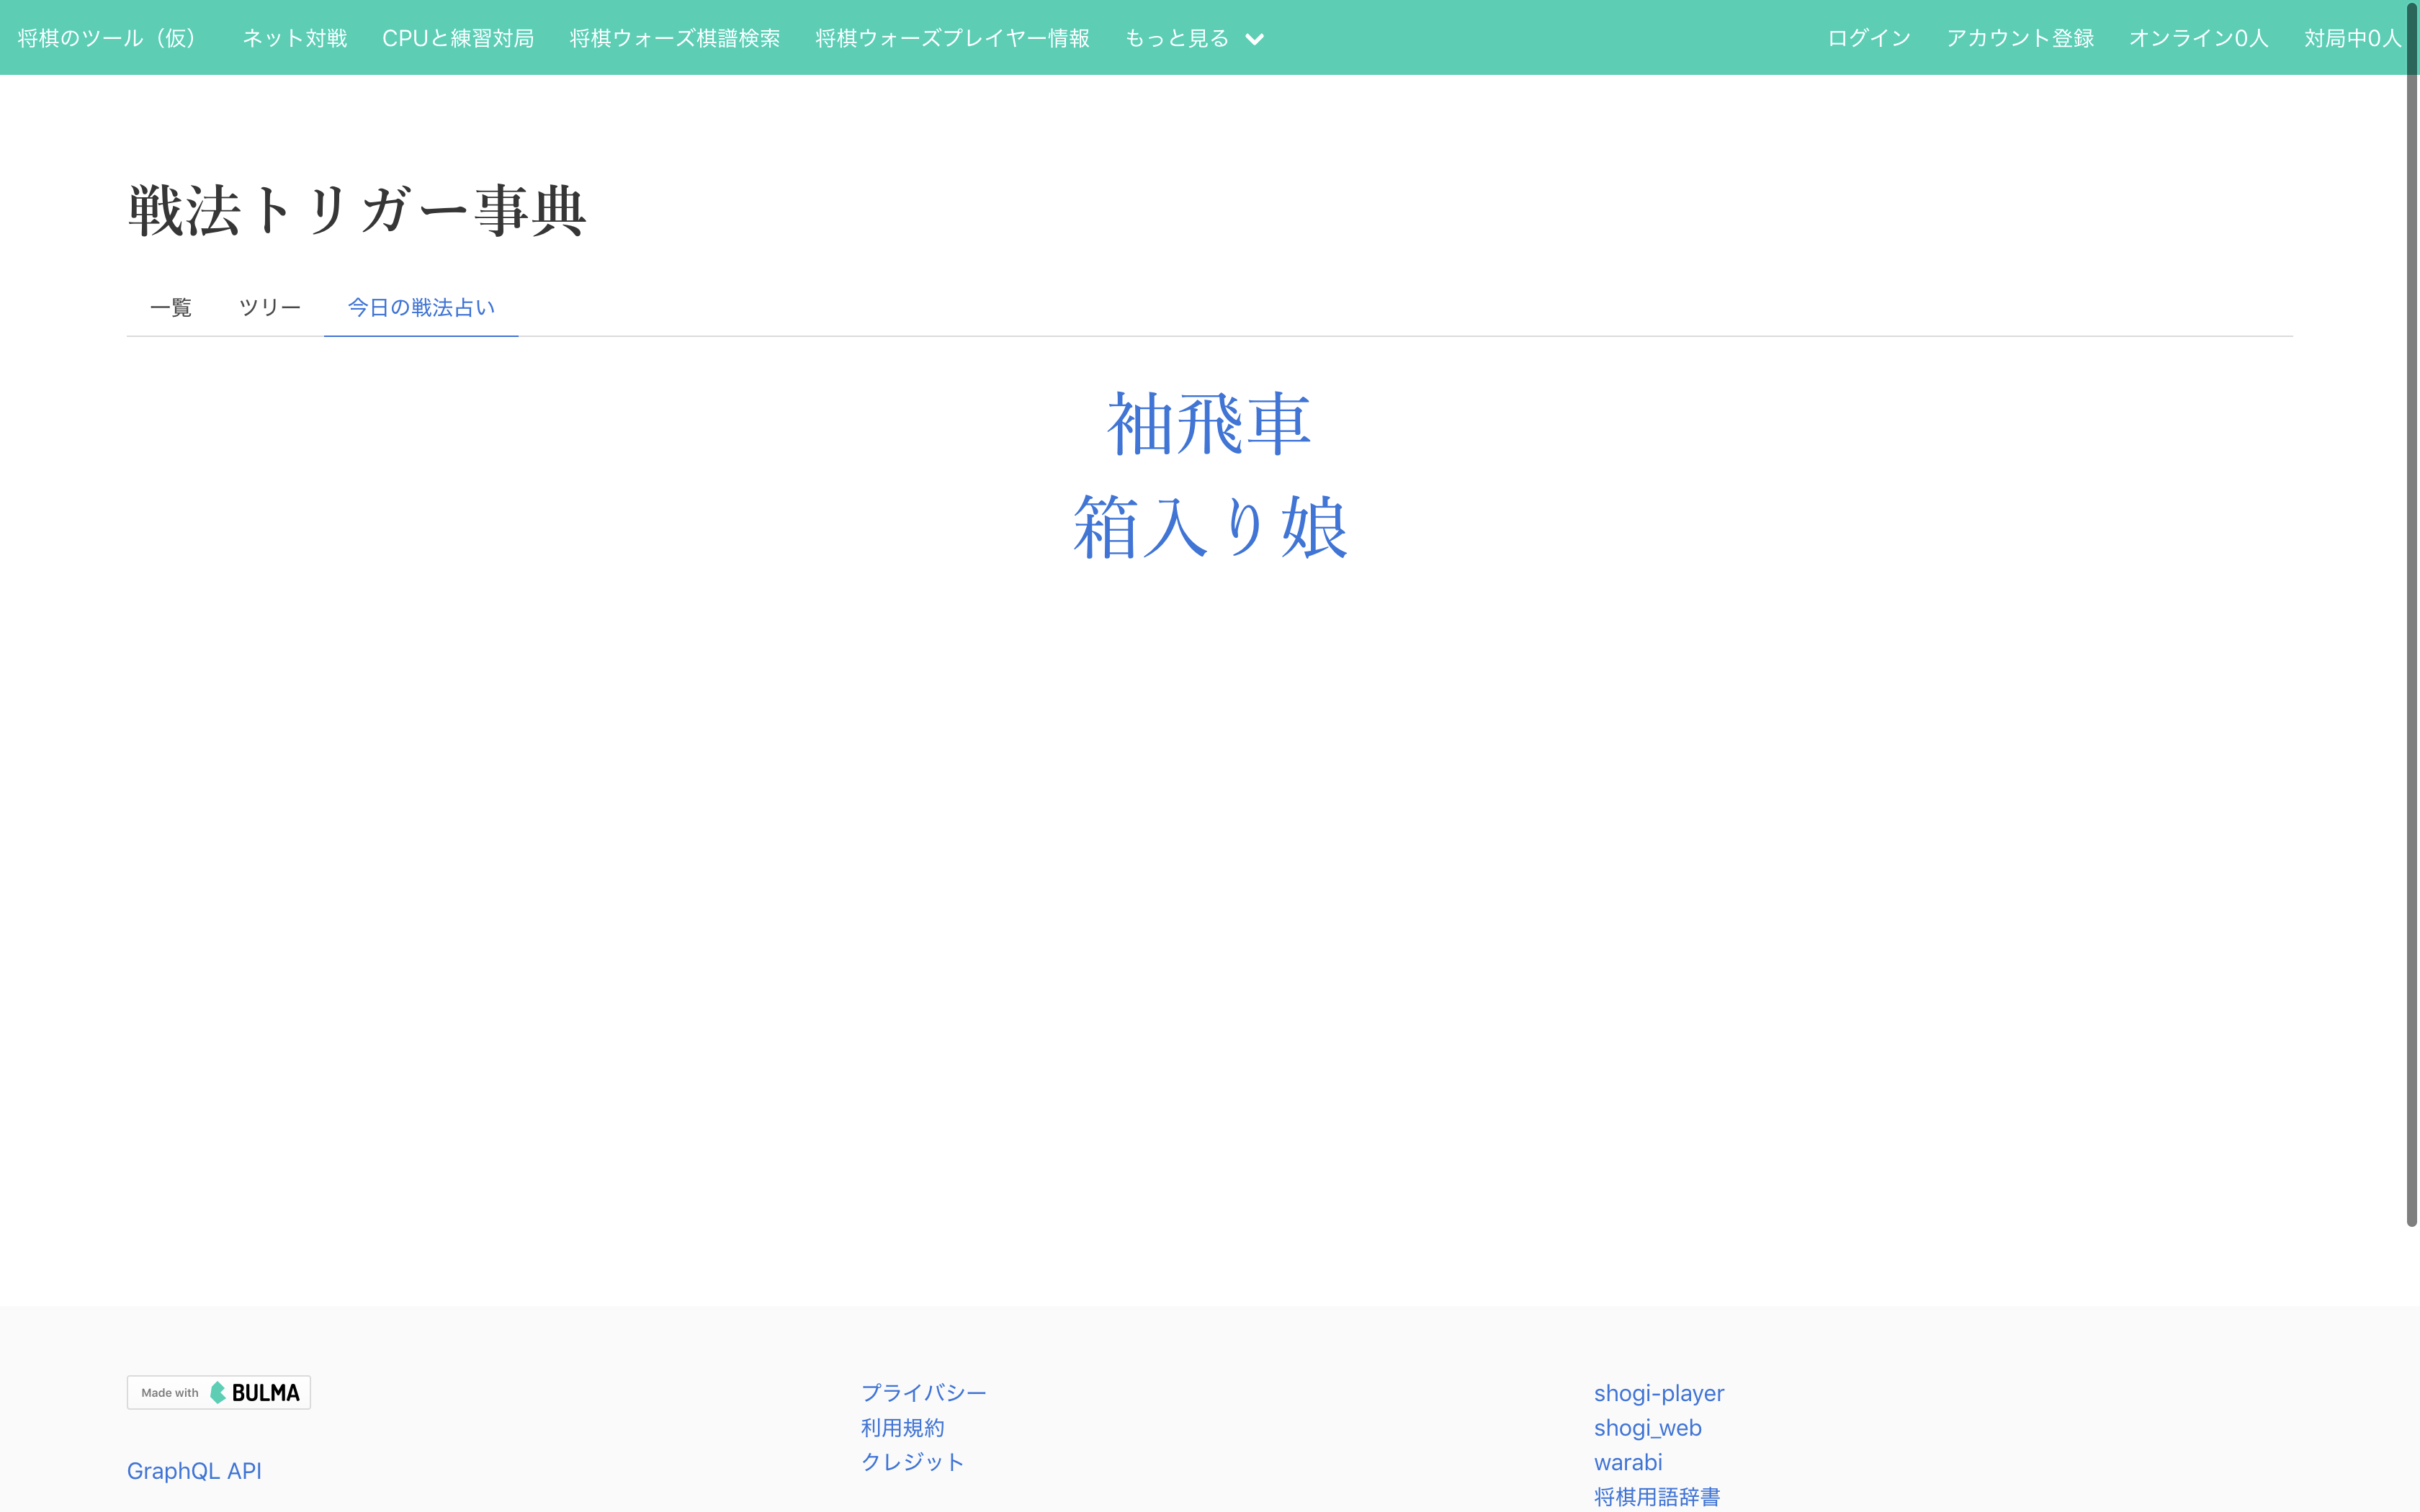 将棋のツール（仮） ネット対戦 CPUと練習対局 将棋ウォーズ棋譜検索 将棋ウォーズプレイヤー情報 もっと見る ログイン アカウント登録 オンライン0人 対局中0人
戦法トリガー事典
一覧 ツリー 今日の戦法占い
袖飛車
箱入り娘
Made with BULMA
GraphQL API
プライバシー
利用規約
クレジット
shogi-player
shogi_web
warabi
将棋用語辞書